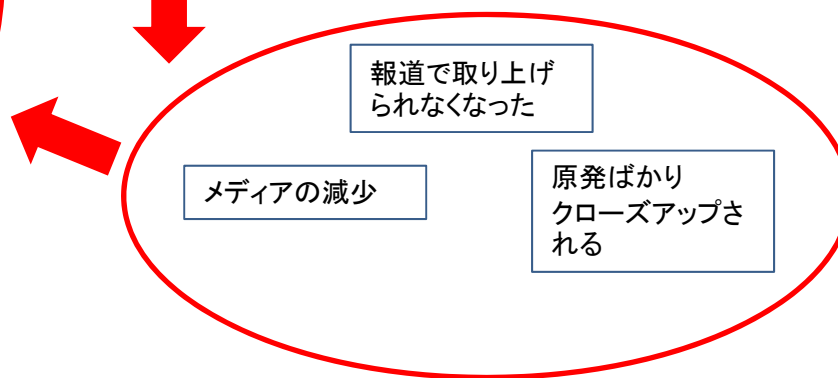 報道で取り上げ
られなくなった
メディアの減少
原発ばかり
クローズアップさ
れる